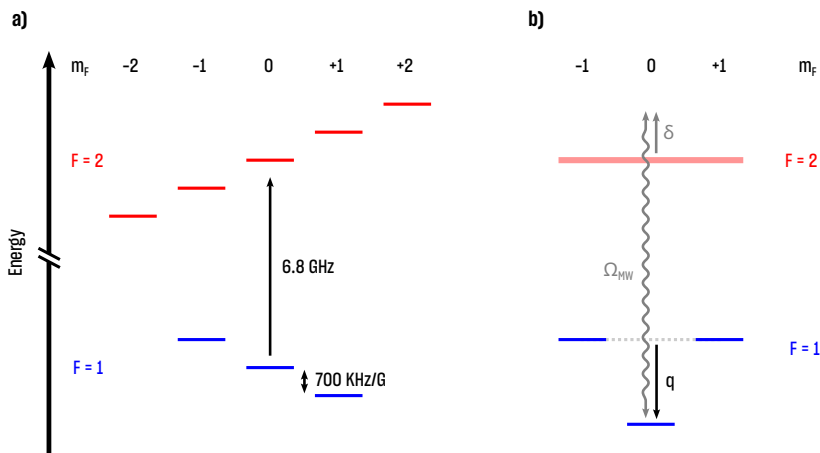 a)
m_F -2 -1 0 +1 +2
F = 2
6.8 GHz
F = 1
700 KHz/G
Energy
b)
-1 0 +1 m_F
δ
F = 2
Ω_MW
F = 1
q